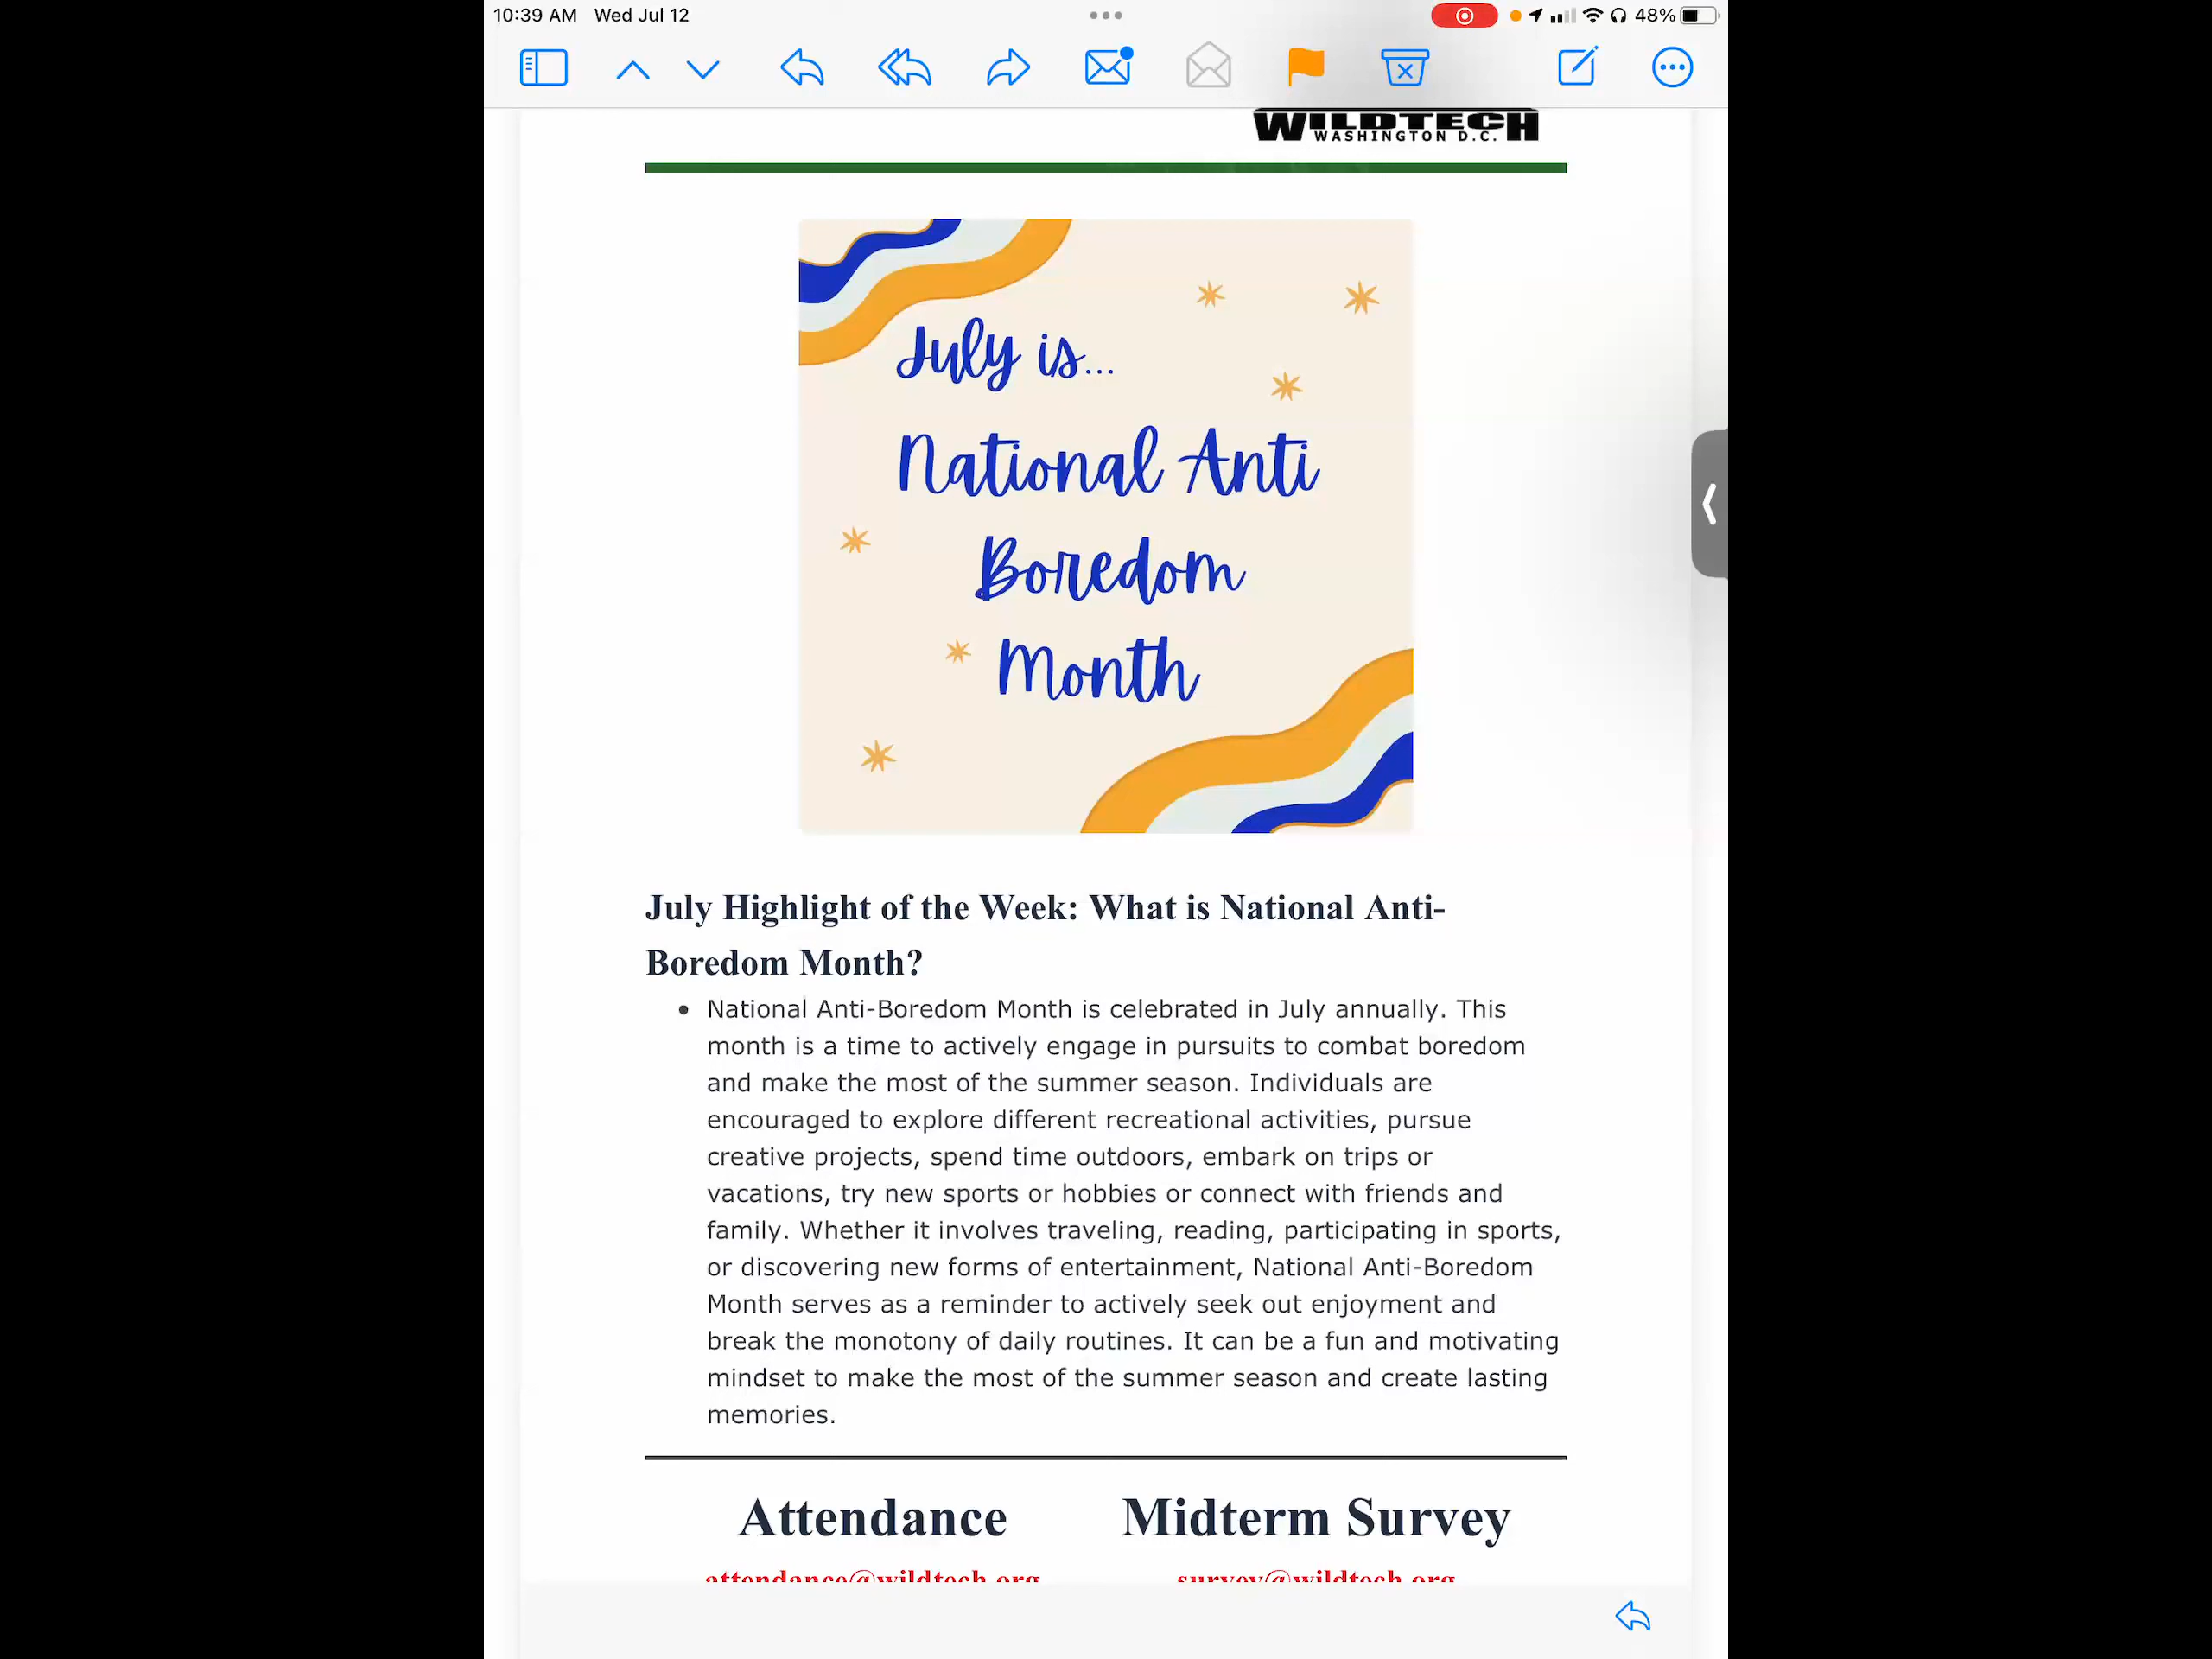 10:39 AM Wed Jul 12
48%
WILDTECH
WASHINGTON D.C.
July is...
National Anti
Boredom
Month
July Highlight of the Week: What is National Anti-
Boredom Month?
• National Anti-Boredom Month is celebrated in July annually. This
month is a time to actively engage in pursuits to combat boredom
and make the most of the summer season. Individuals are
encouraged to explore different recreational activities, pursue
creative projects, spend time outdoors, embark on trips or
vacations, try new sports or hobbies or connect with friends and
family. Whether it involves traveling, reading, participating in sports,
or discovering new forms of entertainment, National Anti-Boredom
Month serves as a reminder to actively seek out enjoyment and
break the monotony of daily routines. It can be a fun and motivating
mindset to make the most of the summer season and create lasting
memories.
Attendance
Midterm Survey
attendance@wildtech.org
survey@wildtech.org